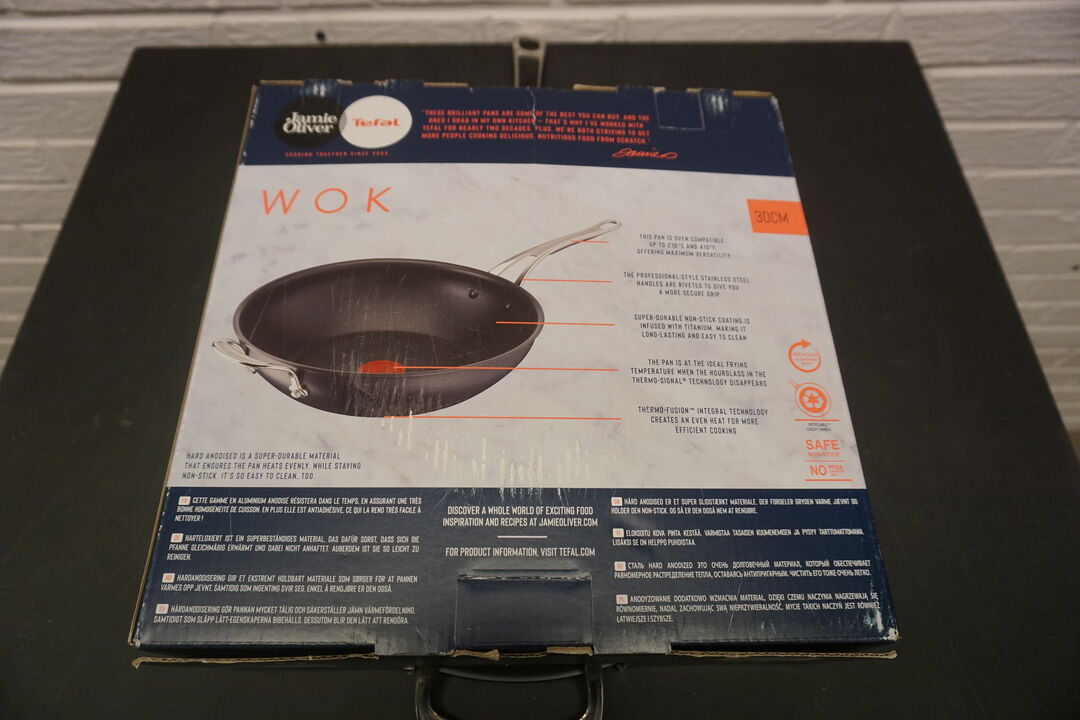 Jamie
Oliver
Tefal
COOKING TOGETHER SINCE 2003
"THESE BRILLIANT PANS ARE SOME OF THE BEST YOU CAN BUY, AND THE
ONES I GRAB IN MY OWN KITCHEN – THAT'S WHY I'VE WORKED WITH
TEFAL FOR NEARLY TWO DECADES. PLUS, WE'RE BOTH STRIVING TO GET
MORE PEOPLE COOKING DELICIOUS, NUTRITIOUS FOOD FROM SCRATCH."
Jamie O
WOK
30CM
THIS PAN IS OVEN COMPATIBLE
UP TO 210°C AND 410°F,
OFFERING MAXIMUM VERSATILITY
THE PROFESSIONAL-STYLE STAINLESS STEEL
HANDLES ARE RIVETED TO GIVE YOU
A MORE SECURE GRIP
SUPER-DURABLE NON-STICK COATING IS
INFUSED WITH TITANIUM, MAKING IT
LONG-LASTING AND EASY TO CLEAN
THE PAN IS AT THE IDEAL FRYING
TEMPERATURE WHEN THE HOURGLASS IN THE
THERMO-SIGNAL® TECHNOLOGY DISAPPEARS
THERMO-FUSION™ INTEGRAL TECHNOLOGY
CREATES AN EVEN HEAT FOR MORE
EFFICIENT COOKING
RECYCLED
RECYCLABLE
EXCEPT HANDLE
SAFE
NON-STICK
NO PFOA
HARD ANODISED IS A SUPER-DURABLE MATERIAL
THAT ENSURES THE PAN HEATS EVENLY, WHILE STAYING
NON-STICK. IT'S SO EASY TO CLEAN, TOO.
FR CETTE GAMME EN ALUMINIUM ANODISÉ RÉSISTERA DANS LE TEMPS, EN ASSURANT UNE TRÈS
BONNE HOMOGÉNÉITÉ DE CUISSON. EN PLUS ELLE EST ANTIADHÉSIVE, CE QUI LA REND TRÈS FACILE À
NETTOYER !
DE HARTELOXIERT IST EIN SUPERBESTÄNDIGES MATERIAL, DAS DAFÜR SORGT, DASS SICH DIE
PFANNE GLEICHMÄßIG ERWÄRMT UND DABEI NICHT ANHAFTET. AUßERDEM IST SIE SO LEICHT ZU
REINIGEN.
NO HARDANODISERING GIR ET EKSTREMT HOLDBART MATERIALE SOM SØRGER FOR AT PANNEN
VARMES OPP JEVNT, SAMTIDIG SOM INGENTING SVIR SEG. ENKEL Å RENGJØRE ER DEN OGSÅ.
SV HÅRDANODISERING GÖR PANNAN MYCKET TÅLIG OCH SÄKERSTÄLLER JÄMN VÄRMEFÖRDELNING,
SAMTIDIGT SOM SLÄPP LÄTT-EGENSKAPERNA BIBEHÅLLS. DESSUTOM BLIR DEN LÄTT ATT RENGÖRA.
DISCOVER A WHOLE WORLD OF EXCITING FOOD
INSPIRATION AND RECIPES AT JAMIEOLIVER.COM
FOR PRODUCT INFORMATION, VISIT TEFAL.COM
DA HÅRD ANODISED ER ET SUPER SLIDSTÆRKT MATERIALE, DER FORDELER GRYDEN VARME JÆVNT OG
HOLDER DEN NON-STICK. OG SÅ ER DEN OGSÅ NEM AT RENGØRE.
FI ELOKSOITU KOVA PINTA KESTÄÄ, VARMISTAA TASAISEN KUUMENEMISEN JA PYSYY TARTTUMATTOMANA.
LISÄKSI SE ON HELPPO PUHDISTAA.
RU СТАЛЬ HARD ANODIZED ЭТО ОЧЕНЬ ДОЛГОВЕЧНЫЙ МАТЕРИАЛ, КОТОРЫЙ ОБЕСПЕЧИВАЕТ
РАВНОМЕРНОЕ РАСПРЕДЕЛЕНИЕ ТЕПЛА, ОСТАВАЯСЬ АНТИПРИГАРНЫМ. ЧИСТИТЬ ЕГО ТОЖЕ ОЧЕНЬ ЛЕГКО.
PL ANODYZOWANIE DODATKOWO WZMACNIA MATERIAŁ, DZIĘKI CZEMU NACZYNIA NAGRZEWAJĄ SIĘ
RÓWNOMIERNIE, NADAL ZACHOWUJĄC SWĄ NIEPRZYWIERALNOŚĆ. MYCIE TAKICH NACZYŃ JEST RÓWNIEŻ
ŁATWIEJSZE I SZYBSZE.